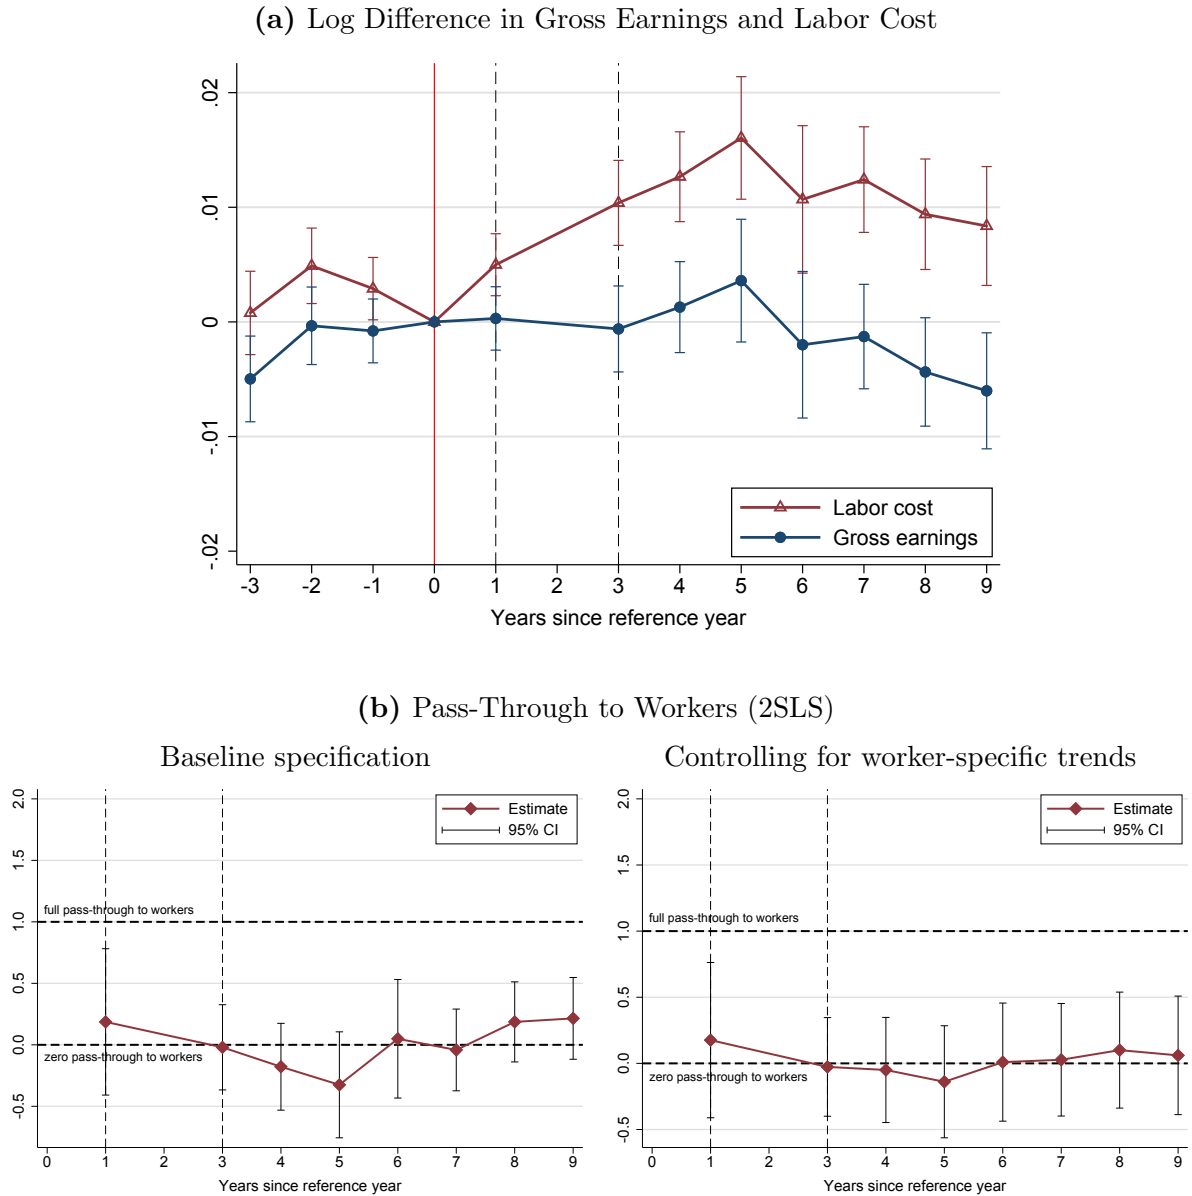 (a) Log Difference in Gross Earnings and Labor Cost
.02
.01
0
-.01
-.02
Labor cost
Gross earnings
-3 -2 -1 0 1 2 3 4 5 6 7 8 9
Years since reference year
(b) Pass-Through to Workers (2SLS)
Baseline specification
2.0
1.5
1.0
0.5
0.0
-0.5
Estimate
95% CI
full pass-through to workers
zero pass-through to workers
0 1 2 3 4 5 6 7 8 9
Years since reference year
Controlling for worker-specific trends
2.0
1.5
1.0
0.5
0.0
-0.5
Estimate
95% CI
full pass-through to workers
zero pass-through to workers
0 1 2 3 4 5 6 7 8 9
Years since reference year